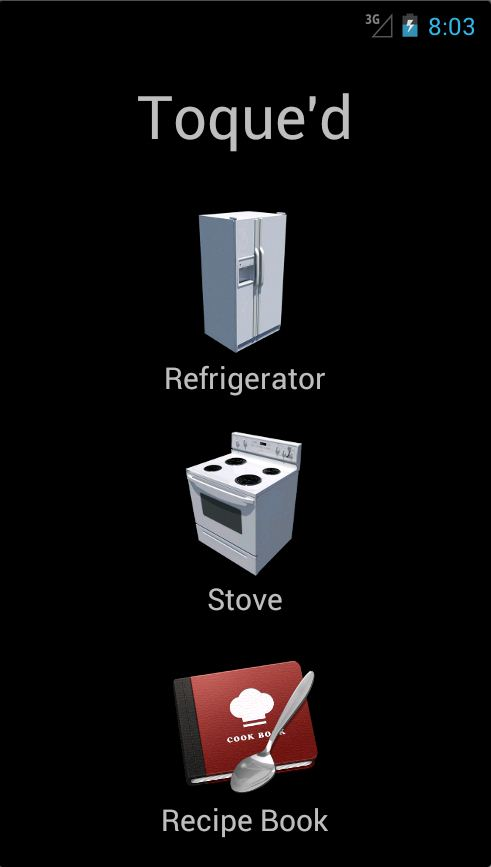 3G 8:03
Toque'd
Refrigerator
Stove
COOK BOOK
Recipe Book